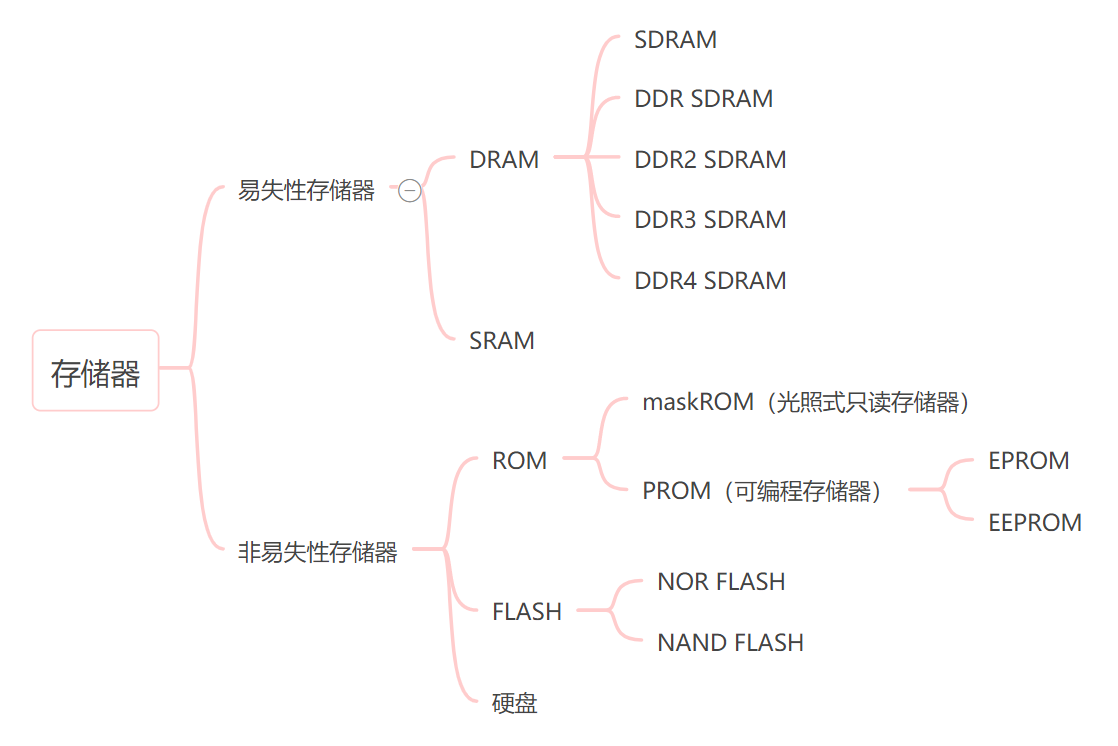 存储器
易失性存储器
DRAM
SDRAM
DDR SDRAM
DDR2 SDRAM
DDR3 SDRAM
DDR4 SDRAM
SRAM
非易失性存储器
ROM
maskROM（光照式只读存储器）
PROM（可编程存储器）
EPROM
EEPROM
FLASH
NOR FLASH
NAND FLASH
硬盘